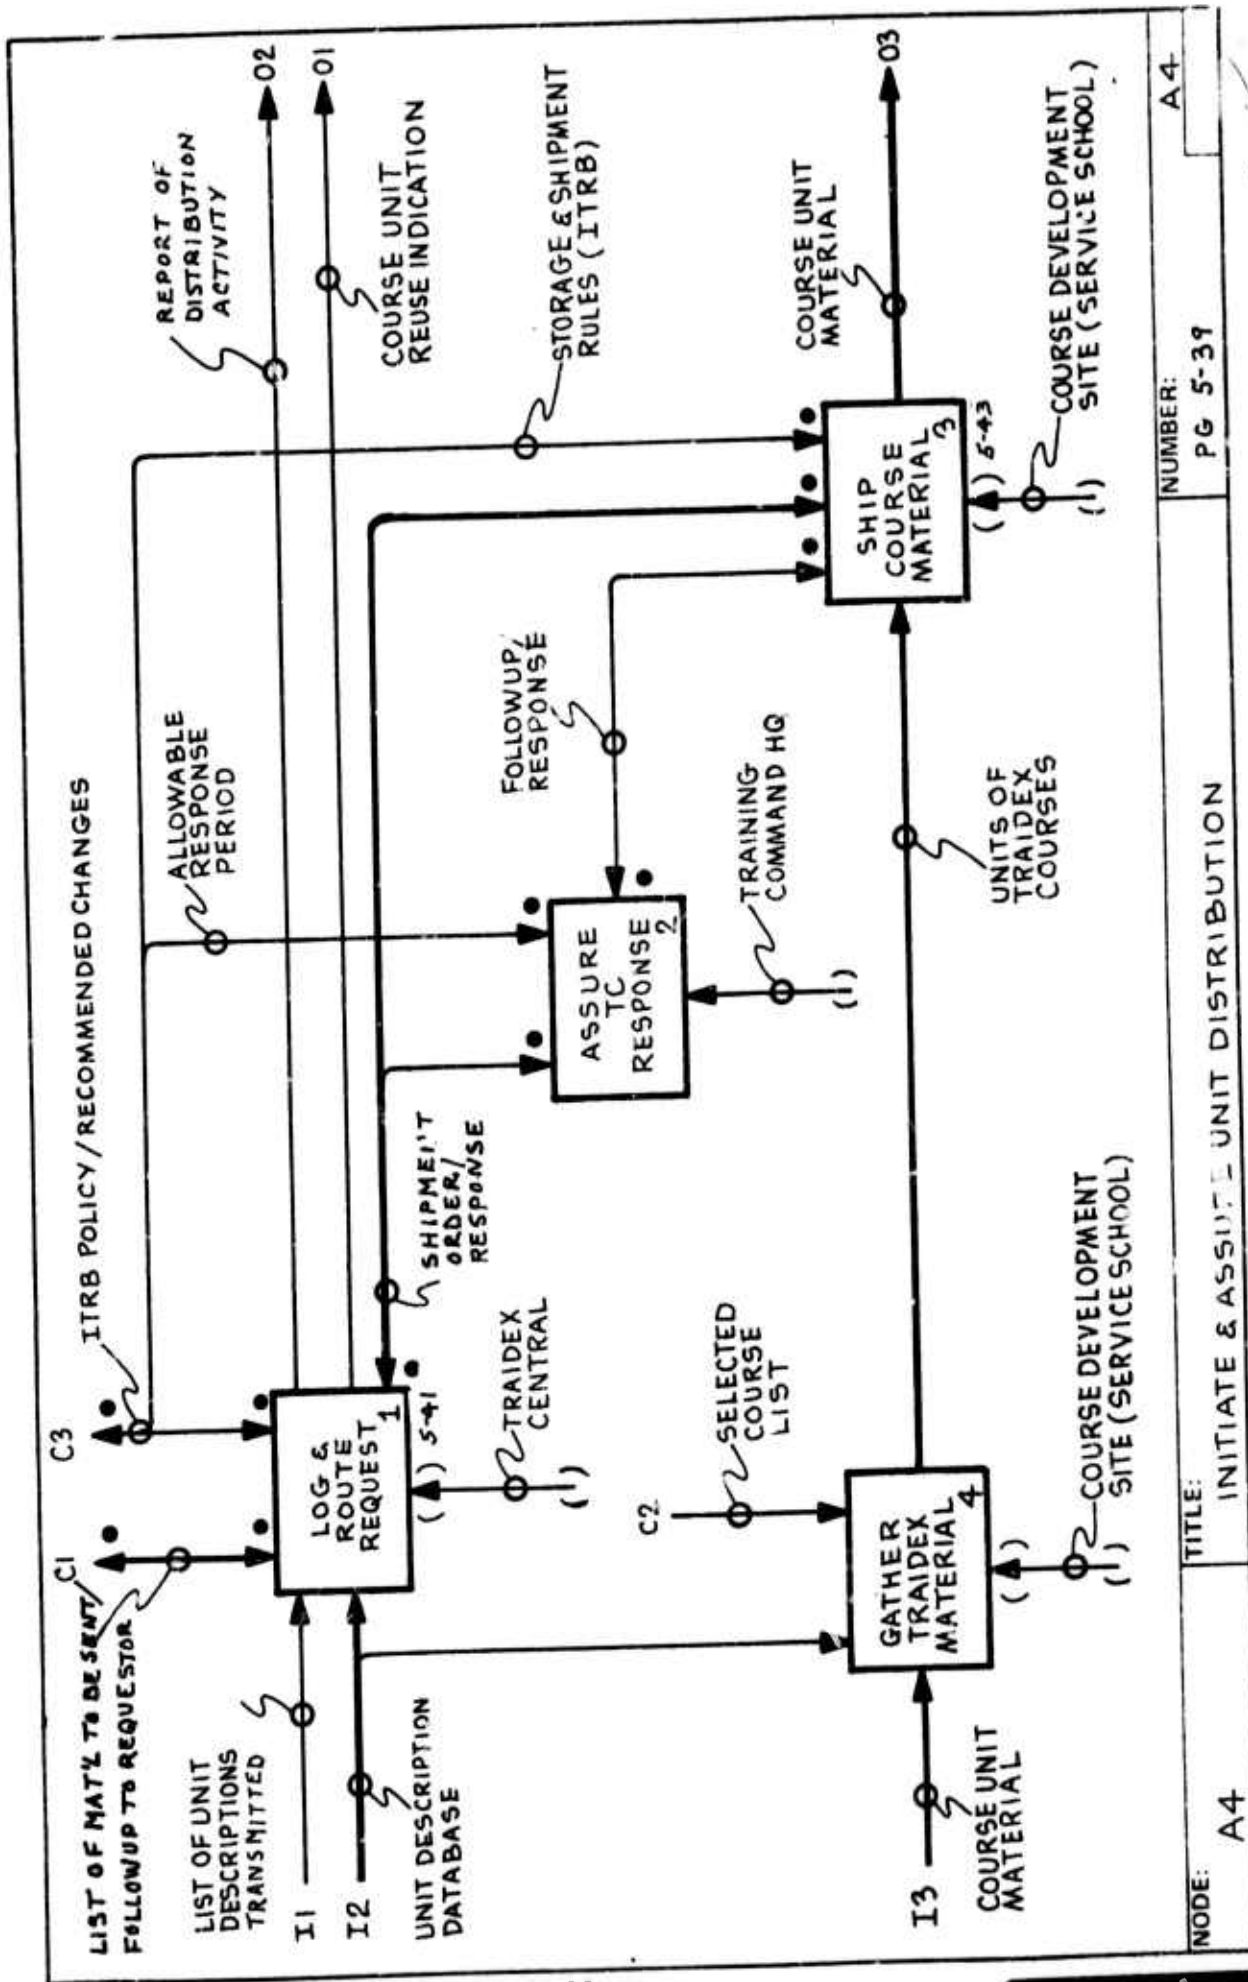 C1
C3
LIST OF MAT'L TO BE SENT/
FOLLOWUP TO REQUESTOR
ITRB POLICY/RECOMMENDED CHANGES
ALLOWABLE
RESPONSE
PERIOD
REPORT OF
DISTRIBUTION
ACTIVITY
O2
O1
COURSE UNIT
REUSE INDICATION
LIST OF UNIT
DESCRIPTIONS
TRANSMITTED
I1
I2
UNIT DESCRIPTION
DATABASE
LOG &
ROUTE
REQUEST
1
( ) 5-41
TRAIDEX
CENTRAL
( )
SHIPMEN'T
ORDER/
RESPONSE
FOLLOWUP/
RESPONSE
STORAGE & SHIPMENT
RULES (ITRB)
ASSURE
TC
RESPONSE
2
TRAINING
COMMAND HQ
( )
C2
SELECTED
COURSE
LIST
SHIP
COURSE
MATERIAL
3
( ) 5-43
COURSE UNIT
MATERIAL
O3
COURSE DEVELOPMENT
SITE (SERVICE SCHOOL)
( )
UNITS OF
TRAIDEX
COURSES
GATHER
TRAIDEX
MATERIAL
4
( )
I3
COURSE UNIT
MATERIAL
COURSE DEVELOPMENT
SITE (SERVICE SCHOOL)
( )
NODE:
A4
TITLE:
INITIATE & ASSURE UNIT DISTRIBUTION
NUMBER:
PG 5-39
A4